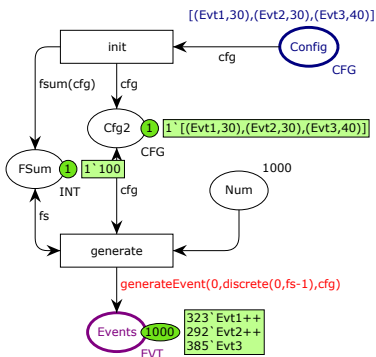 [(Evt1,30),(Evt2,30),(Evt3,40)]
init
Config
cfg
CFG
fsum(cfg)
cfg
Cfg2
1
1`[(Evt1,30),(Evt2,30),(Evt3,40)]
CFG
FSum
1
1`100
INT
1000
Num
cfg
fs
generate
generateEvent(0,discrete(0,fs-1),cfg)
Events
1000
323`Evt1++
292`Evt2++
385`Evt3
EVT